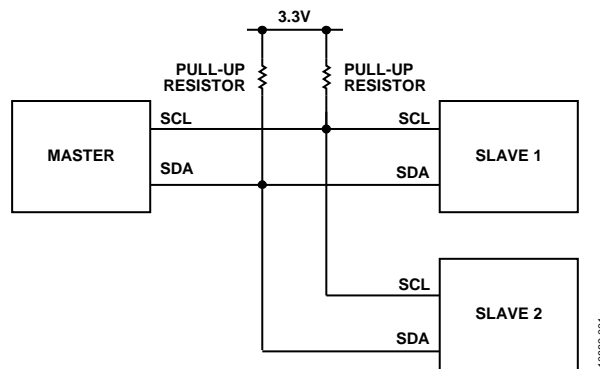 3.3V
PULL-UP
RESISTOR
PULL-UP
RESISTOR
MASTER
SCL
SDA
SCL
SDA
SLAVE 1
SCL
SDA
SLAVE 2